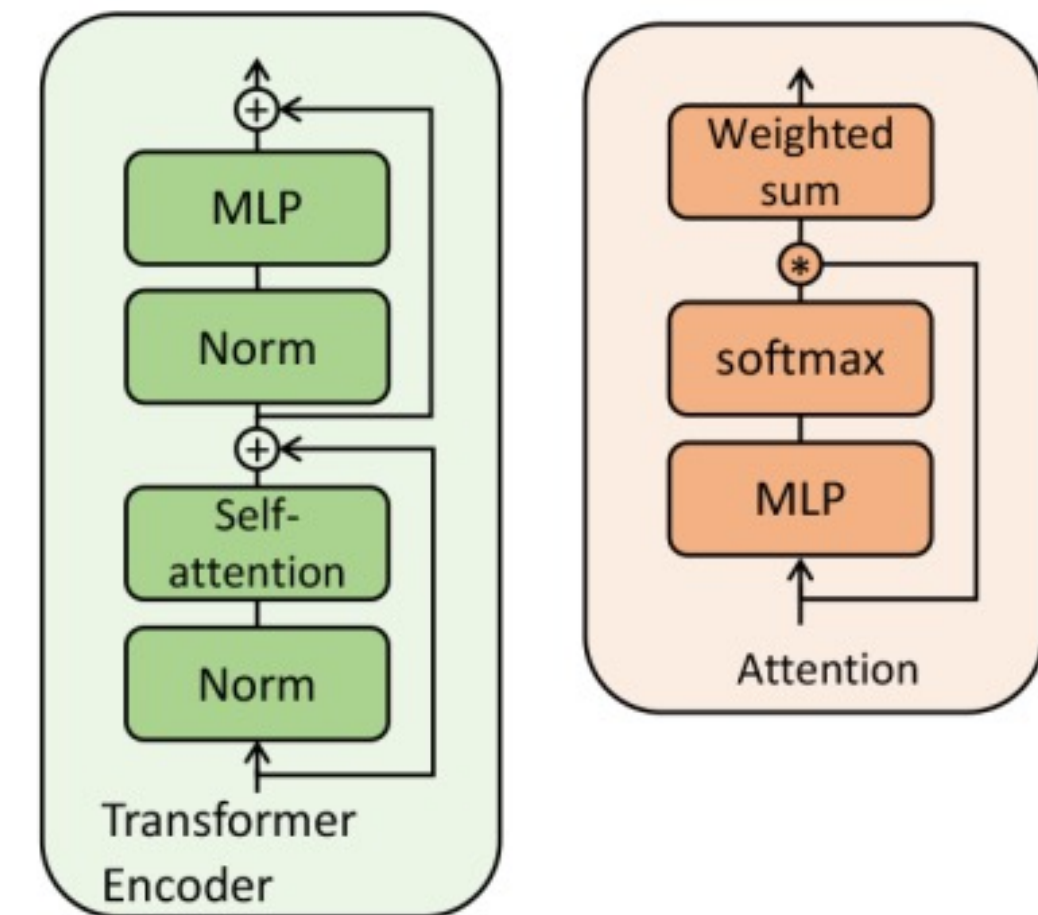 +
MLP
Norm
+
Self-
attention
Norm
Transformer
Encoder
Weighted
sum
*
softmax
MLP
Attention